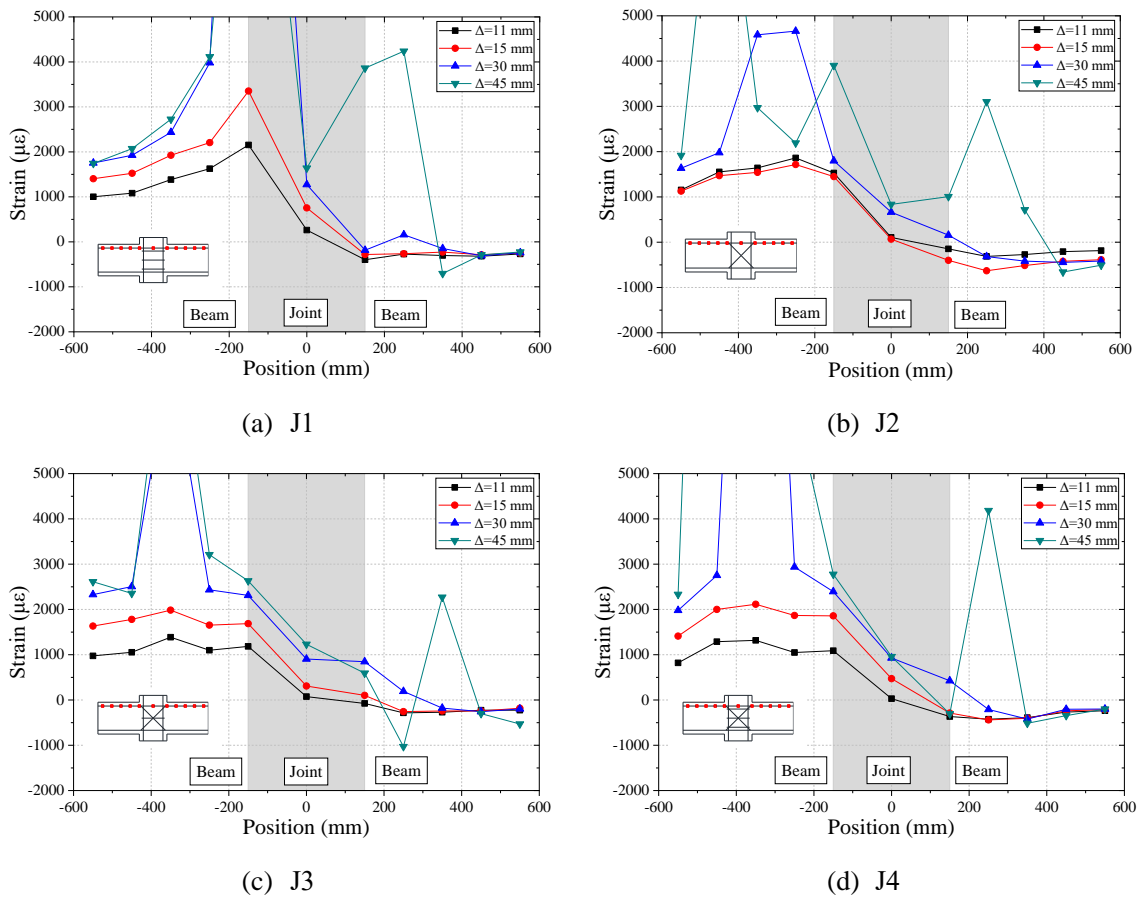 5000
4000
3000
2000
1000
0
-1000
-2000
Strain (με)
Δ=11 mm
Δ=15 mm
Δ=30 mm
Δ=45 mm
Beam
Joint
Beam
-600 -400 -200 0 200 400 600
Position (mm)
(a) J1
5000
4000
3000
2000
1000
0
-1000
-2000
Strain (με)
Δ=11 mm
Δ=15 mm
Δ=30 mm
Δ=45 mm
Beam
Joint
Beam
-600 -400 -200 0 200 400 600
Position (mm)
(b) J2
5000
4000
3000
2000
1000
0
-1000
-2000
Strain (με)
Δ=11 mm
Δ=15 mm
Δ=30 mm
Δ=45 mm
Beam
Joint
Beam
-600 -400 -200 0 200 400 600
Position (mm)
(c) J3
5000
4000
3000
2000
1000
0
-1000
-2000
Strain (με)
Δ=11 mm
Δ=15 mm
Δ=30 mm
Δ=45 mm
Beam
Joint
Beam
-600 -400 -200 0 200 400 600
Position (mm)
(d) J4